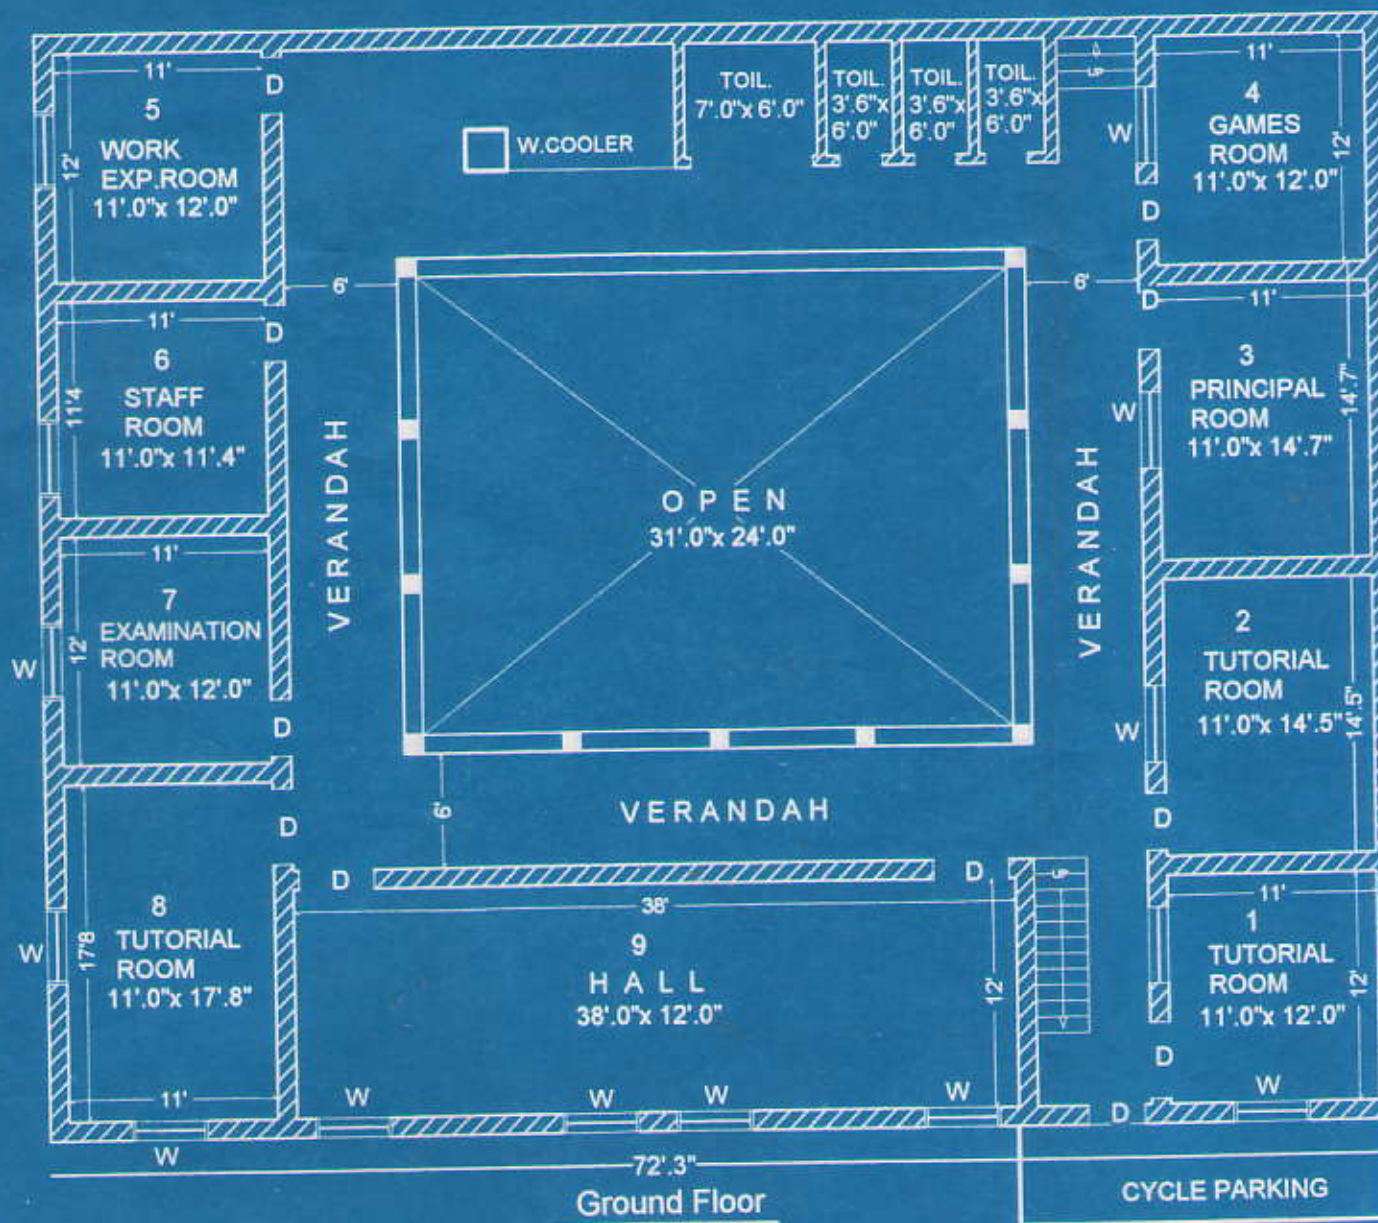 11'
5
WORK
EXP.ROOM
11'.0"x 12'.0"
12'
D
W.COOLER
TOIL.
7'.0"x 6'.0"
TOIL.
3'.6"x
6'.0"
TOIL.
3'.6"x
6'.0"
TOIL.
3'.6"x
6'.0"
UP
W
11'
4
GAMES
ROOM
11'.0"x 12'.0"
12'
D
6'
6'
11'
D
6
STAFF
ROOM
11'.0"x 11'.4"
11'4
D
11'
3
PRINCIPAL
ROOM
11'.0"x 14'.7"
14'.7"
W
VERANDAH
OPEN
31'.0"x 24'.0"
VERANDAH
11'
7
EXAMINATION
ROOM
11'.0"x 12'.0"
12'
W
D
2
TUTORIAL
ROOM
11'.0"x 14'.5"
14'.5"
W
D
6'
VERANDAH
D
D
D
UP
8
TUTORIAL
ROOM
11'.0"x 17'.8"
17'8
W
11'
W
38'
9
HALL
38'.0"x 12'.0"
12'
W
W
W
W
11'
1
TUTORIAL
ROOM
11'.0"x 12'.0"
12'
D
W
D
72'.3"
Ground Floor
CYCLE PARKING